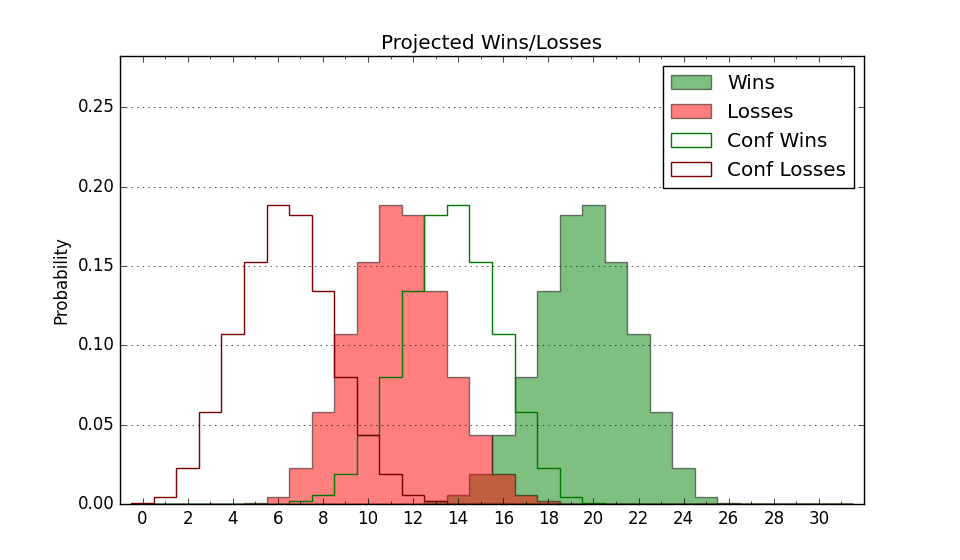 Projected Wins/Losses
Wins
Losses
Conf Wins
Conf Losses
Probability
0.25
0.20
0.15
0.10
0.05
0.00
0 2 4 6 8 10 12 14 16 18 20 22 24 26 28 30